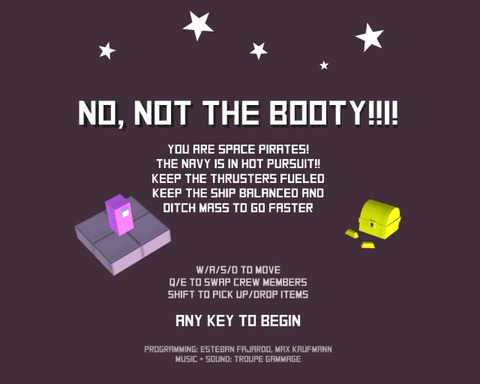 NO, NOT THE BOOTY!!1!
YOU ARE SPACE PIRATES!
THE NAVY IS IN HOT PURSUIT!!
KEEP THE THRUSTERS FUELED
KEEP THE SHIP BALANCED AND
DITCH MASS TO GO FASTER
W/A/S/D TO MOVE
Q/E TO SWAP CREW MEMBERS
SHIFT TO PICK UP/DROP ITEMS
ANY KEY TO BEGIN
PROGRAMMING: ESTEBAN FAJARDO, MAX KAUFMANN
MUSIC + SOUND: TROUPE GAMMAGE